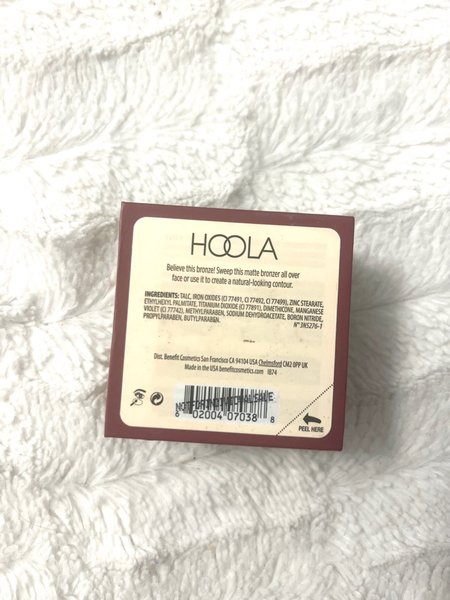 HOOLA
Believe this bronze! Sweep this matte bronzer all over
face or use it to create a natural-looking contour.
INGREDIENTS: TALC, IRON OXIDES (CI 77491, CI 77492, CI 77499), ZINC STEARATE,
ETHYLHEXYL PALMITATE, TITANIUM DIOXIDE (CI 77891), DIMETHICONE, MANGANESE
VIOLET (CI 77742), METHYLPARABEN, SODIUM DEHYDROACETATE, BORON NITRIDE,
PROPYLPARABEN, BUTYLPARABEN. N° 3N5276-1
Dist. Benefit Cosmetics San Francisco CA 94104 USA Chelmsford CM2 0PP UK
Made in the USA benefitcosmetics.com IB74
NOT FOR INDIVIDUAL SALE
6 02004 07038 8
PEEL HERE